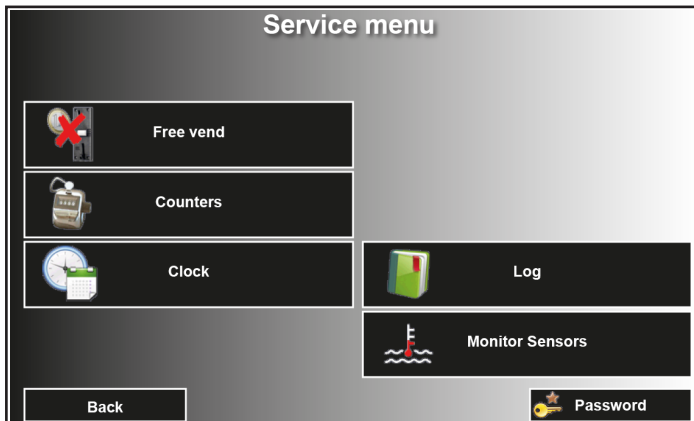 Service menu
Free vend
Counters
Clock
Log
Monitor Sensors
Back
Password